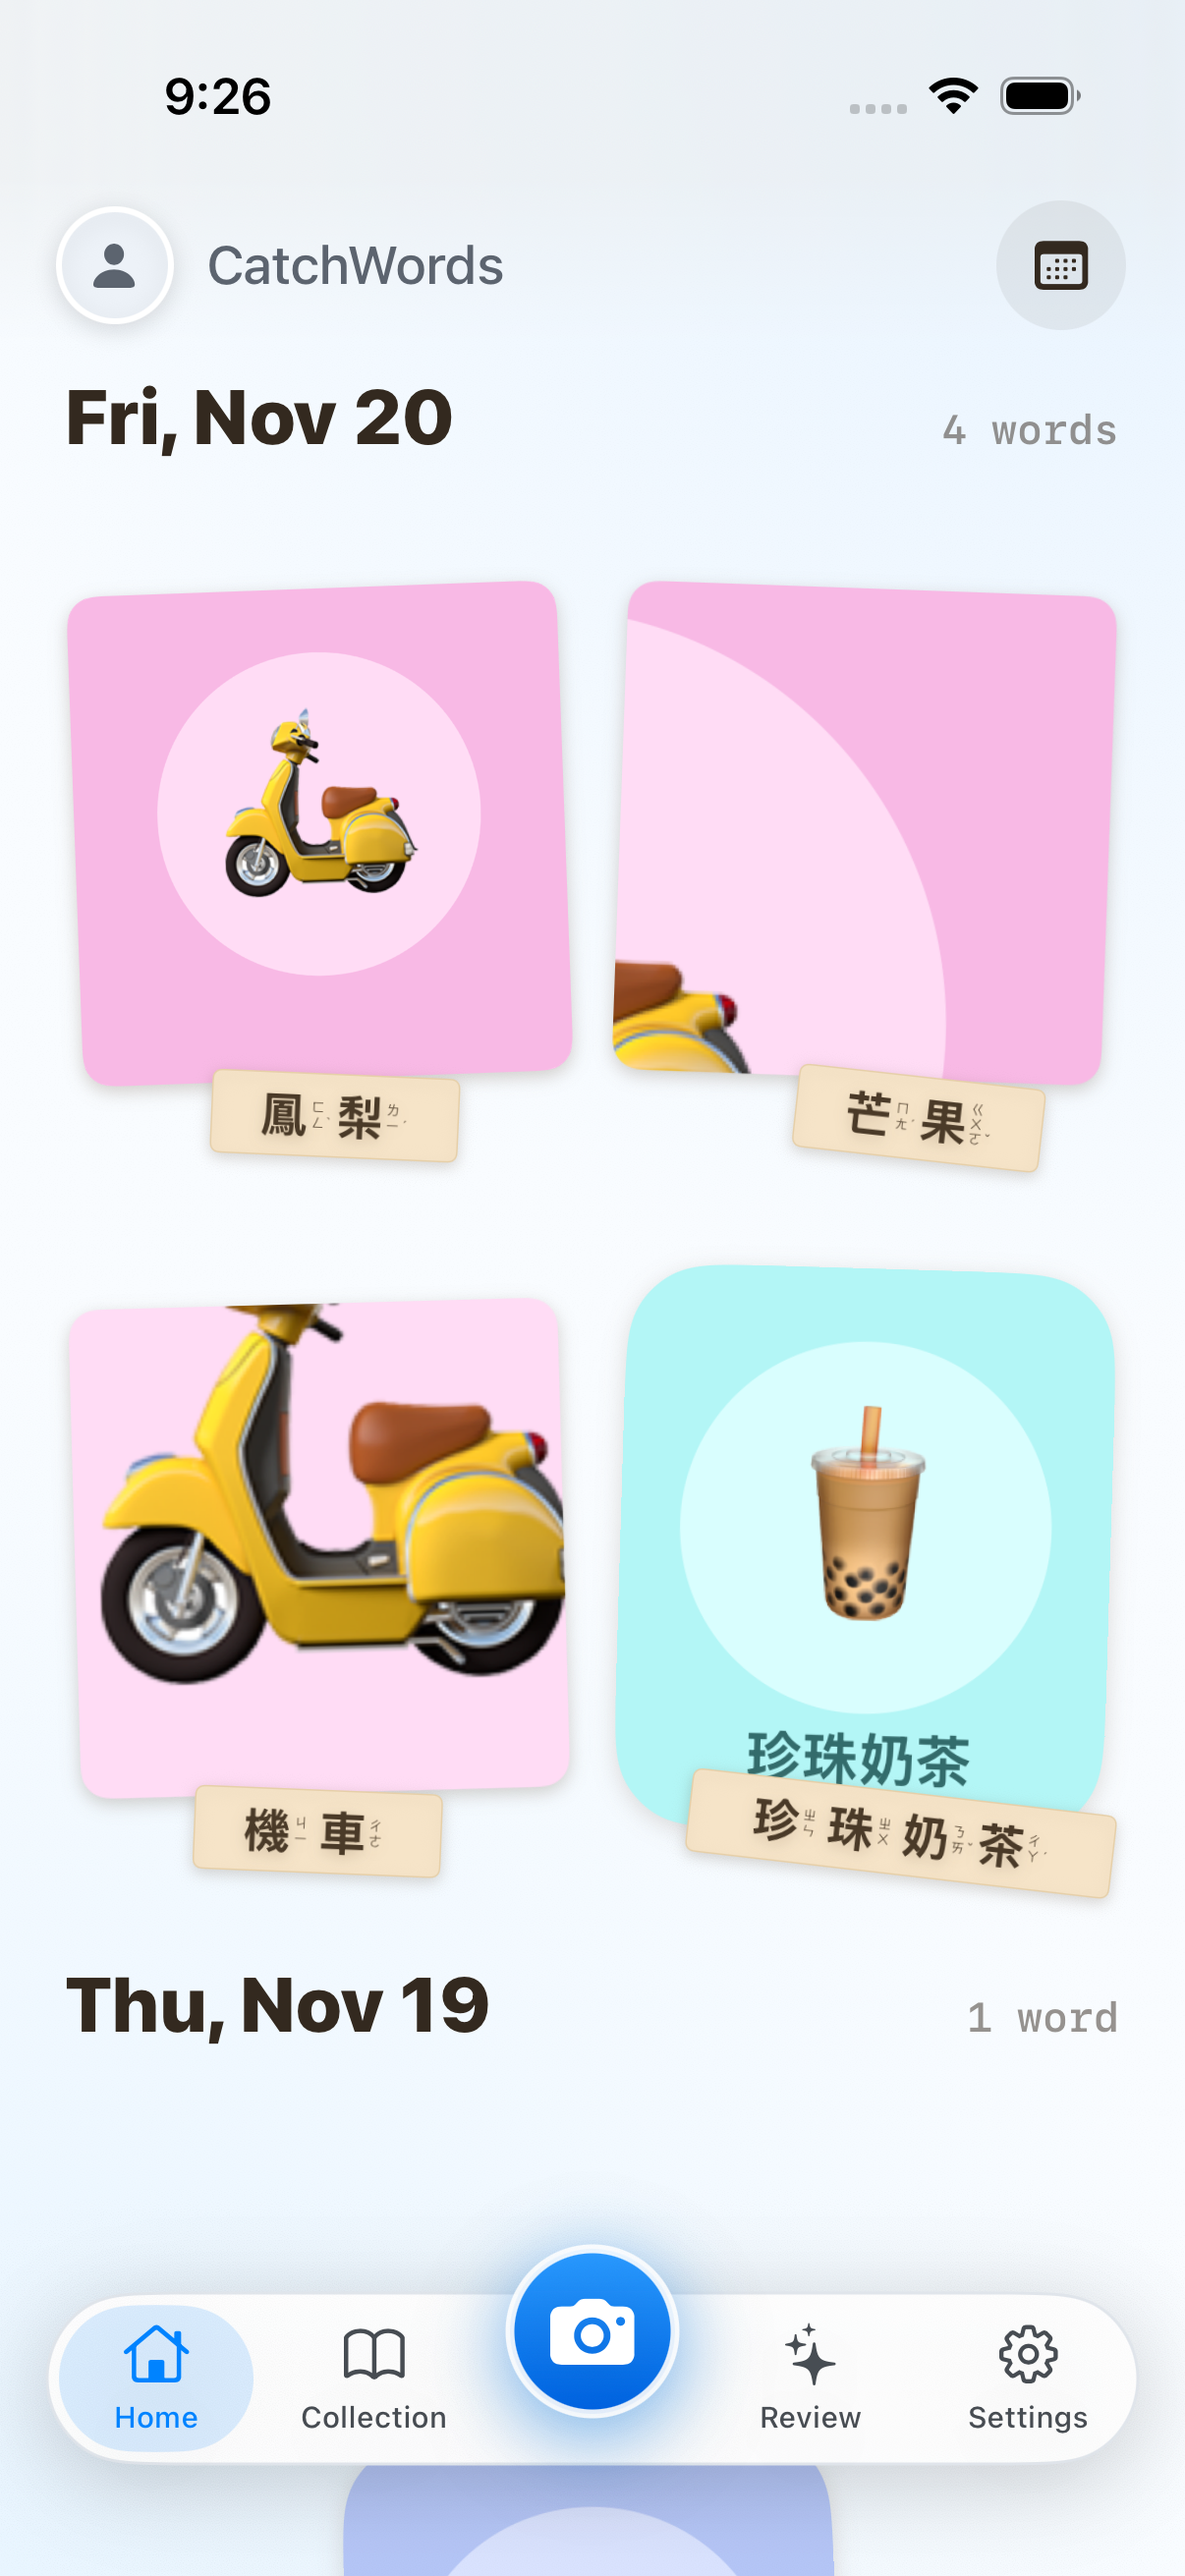 9:26
CatchWords
Fri, Nov 20
4 words
鳳ㄈㄥˋ梨ㄌㄧˊ
芒ㄇㄤˊ果ㄍㄨㄛˇ
珍珠奶茶
機ㄐㄧ車ㄔㄜ
珍ㄓㄣ珠ㄓㄨ奶ㄋㄞˇ茶ㄔㄚˊ
Thu, Nov 19
1 word
Home
Collection
Review
Settings